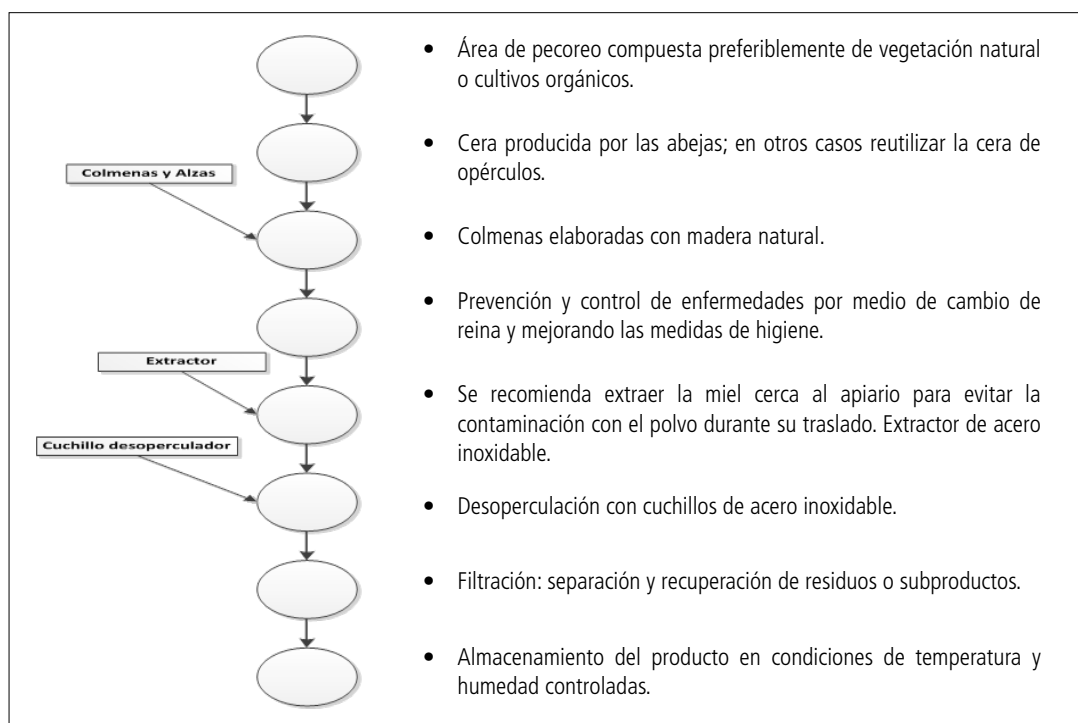 • Área de pecoreo compuesta preferiblemente de vegetación natural
o cultivos orgánicos.
• Cera producida por las abejas; en otros casos reutilizar la cera de
opérculos.
Colmenas y Alzas
• Colmenas elaboradas con madera natural.
• Prevención y control de enfermedades por medio de cambio de
reina y mejorando las medidas de higiene.
Extractor
• Se recomienda extraer la miel cerca al apiario para evitar la
contaminación con el polvo durante su traslado. Extractor de acero
inoxidable.
Cuchillo desoperculador
• Desoperculación con cuchillos de acero inoxidable.
• Filtración: separación y recuperación de residuos o subproductos.
• Almacenamiento del producto en condiciones de temperatura y
humedad controladas.